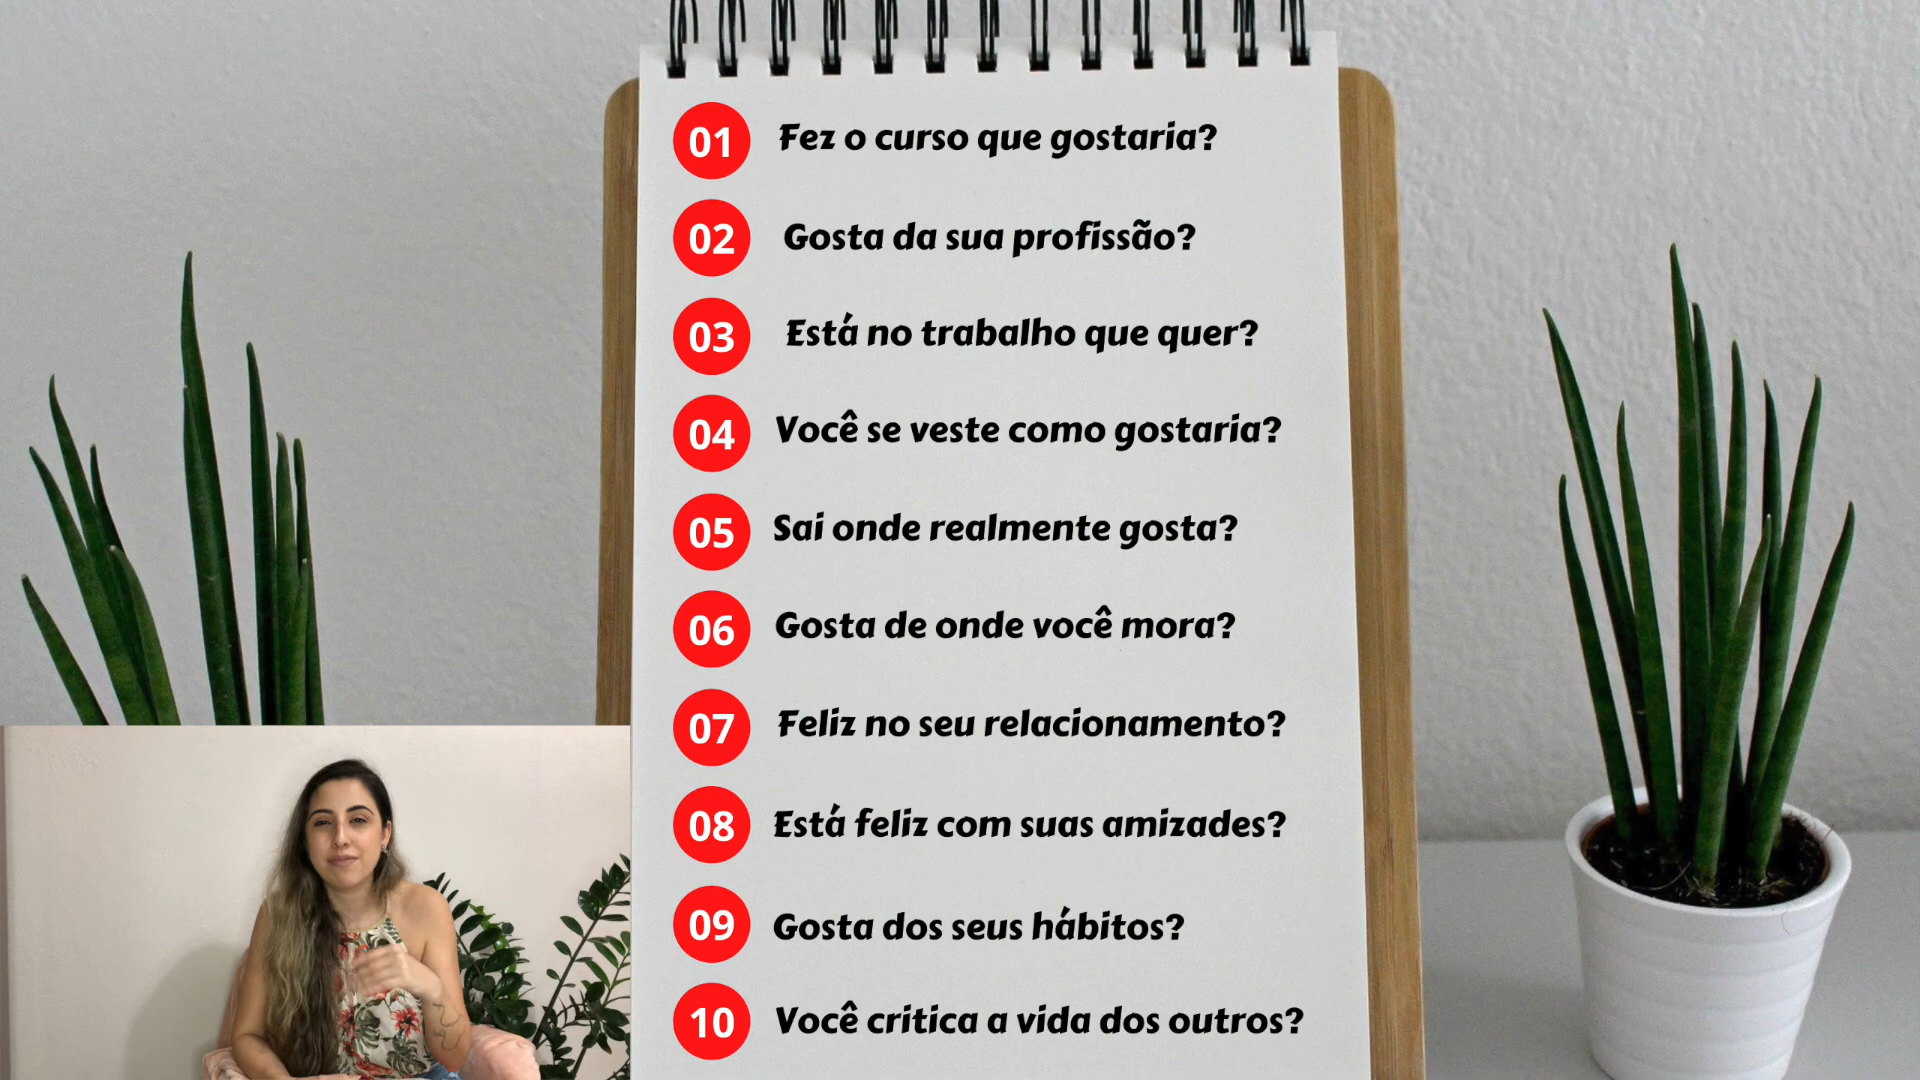 01 Fez o curso que gostaria?
02 Gosta da sua profissão?
03 Está no trabalho que quer?
04 Você se veste como gostaria?
05 Sai onde realmente gosta?
06 Gosta de onde você mora?
07 Feliz no seu relacionamento?
08 Está feliz com suas amizades?
09 Gosta dos seus hábitos?
10 Você critica a vida dos outros?